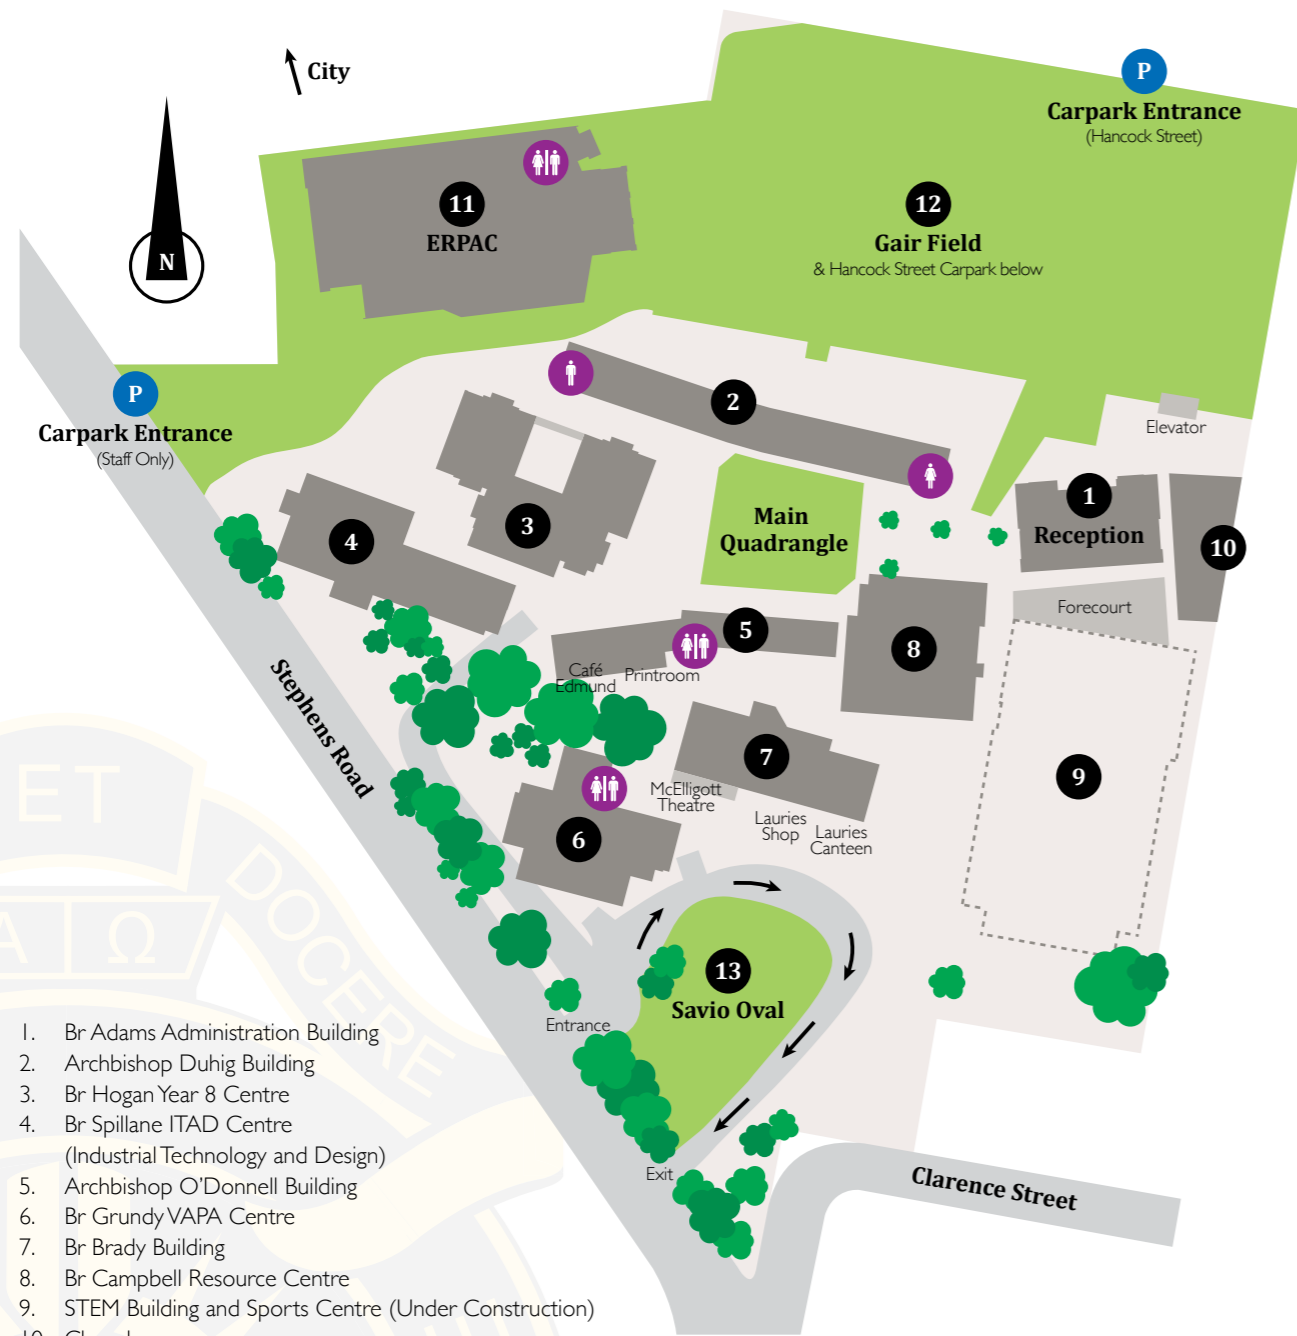 City
P
Carpark Entrance
(Hancock Street)
11
ERPAC
12
Gair Field
& Hancock Street Carpark below
N
P
Carpark Entrance
(Staff Only)
2
Elevator
1
Reception
10
Main
Quadrangle
3
4
Forecourt
5
8
Café
Edmund
Printroom
Stephens Road
7
9
McElligott
Theatre
Lauries
Shop
Lauries
Canteen
6
ET
DOCERE
A Ω
13
Savio Oval
Entrance
Exit
Clarence Street
1. Br Adams Administration Building
2. Archbishop Duhig Building
3. Br Hogan Year 8 Centre
4. Br Spillane ITAD Centre
(Industrial Technology and Design)
5. Archbishop O'Donnell Building
6. Br Grundy VAPA Centre
7. Br Brady Building
8. Br Campbell Resource Centre
9. STEM Building and Sports Centre (Under Construction)